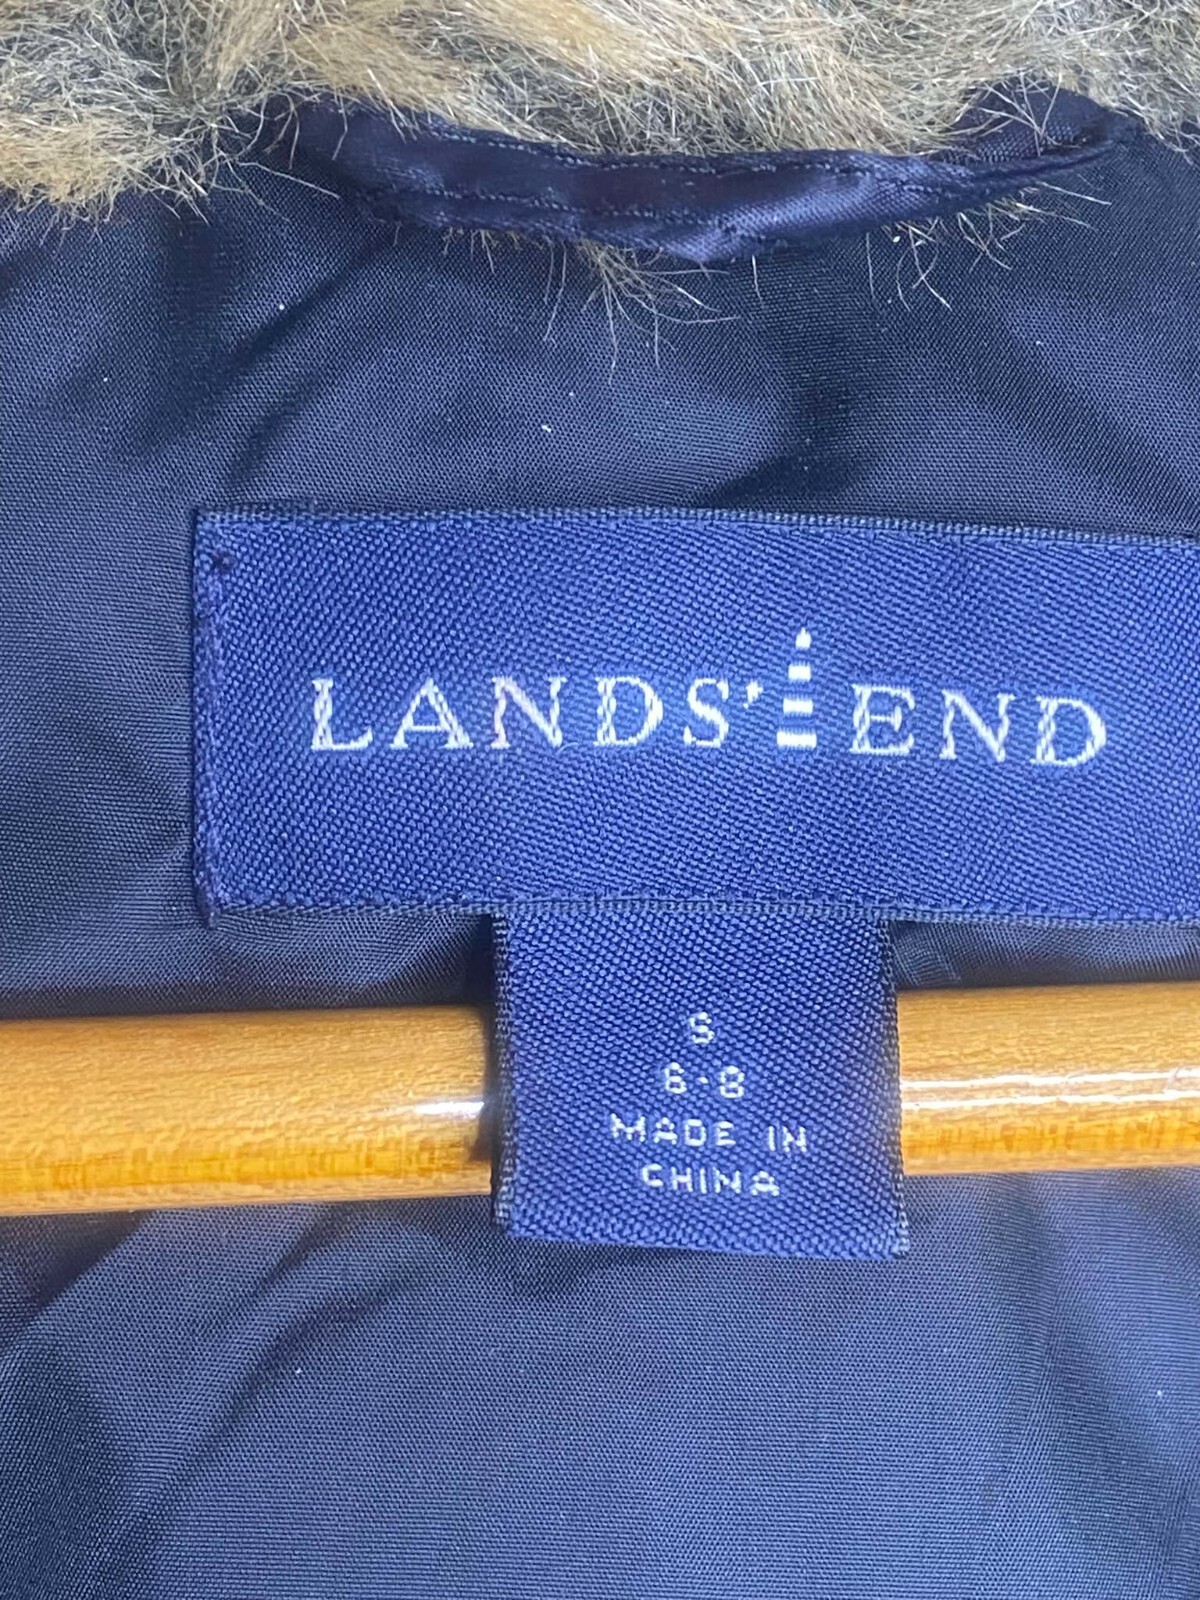 LANDS' END
S
6-8
MADE IN
CHINA